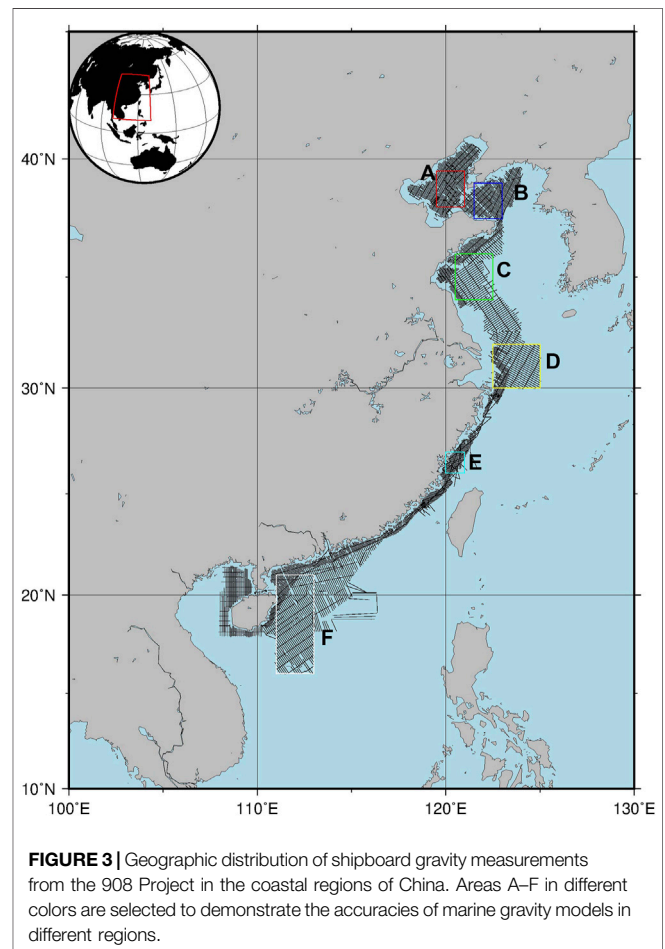 40°N
30°N
20°N
10°N
100°E
110°E
120°E
130°E
A
B
C
D
E
F
FIGURE 3 | Geographic distribution of shipboard gravity measurements
from the 908 Project in the coastal regions of China. Areas A–F in different
colors are selected to demonstrate the accuracies of marine gravity models in
different regions.